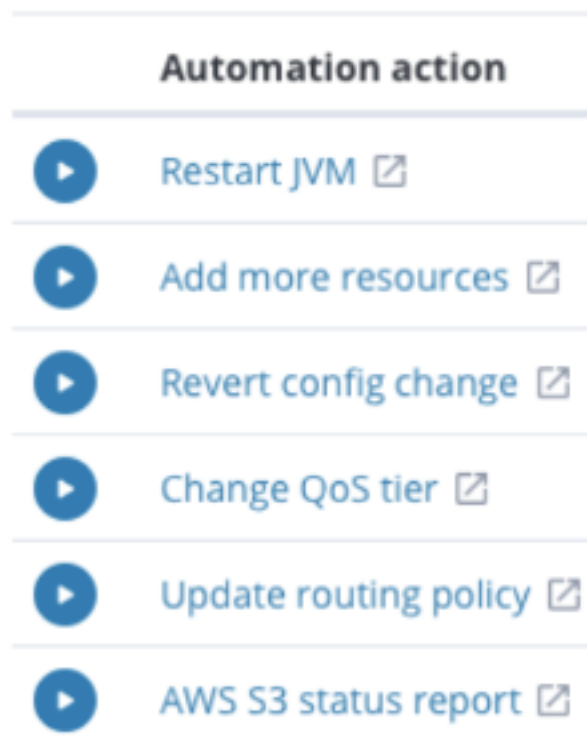 Automation action
Restart JVM
Add more resources
Revert config change
Change QoS tier
Update routing policy
AWS S3 status report